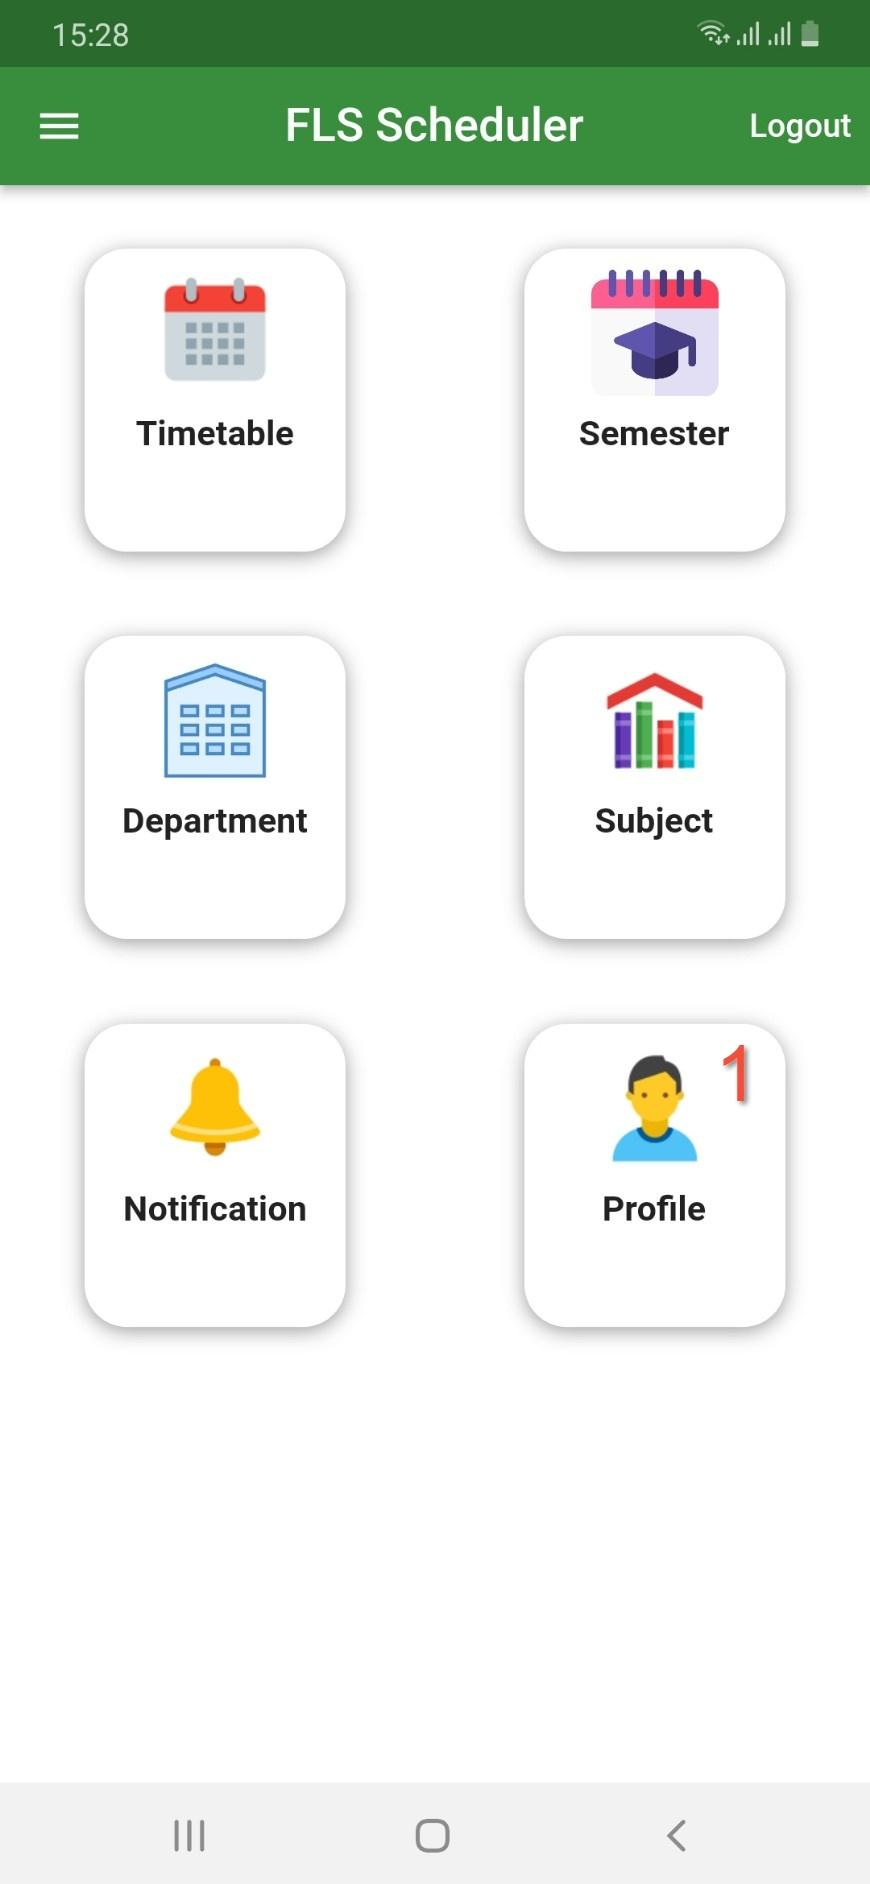 15:28
FLS Scheduler
Logout
Timetable
Semester
Department
Subject
1
Notification
Profile